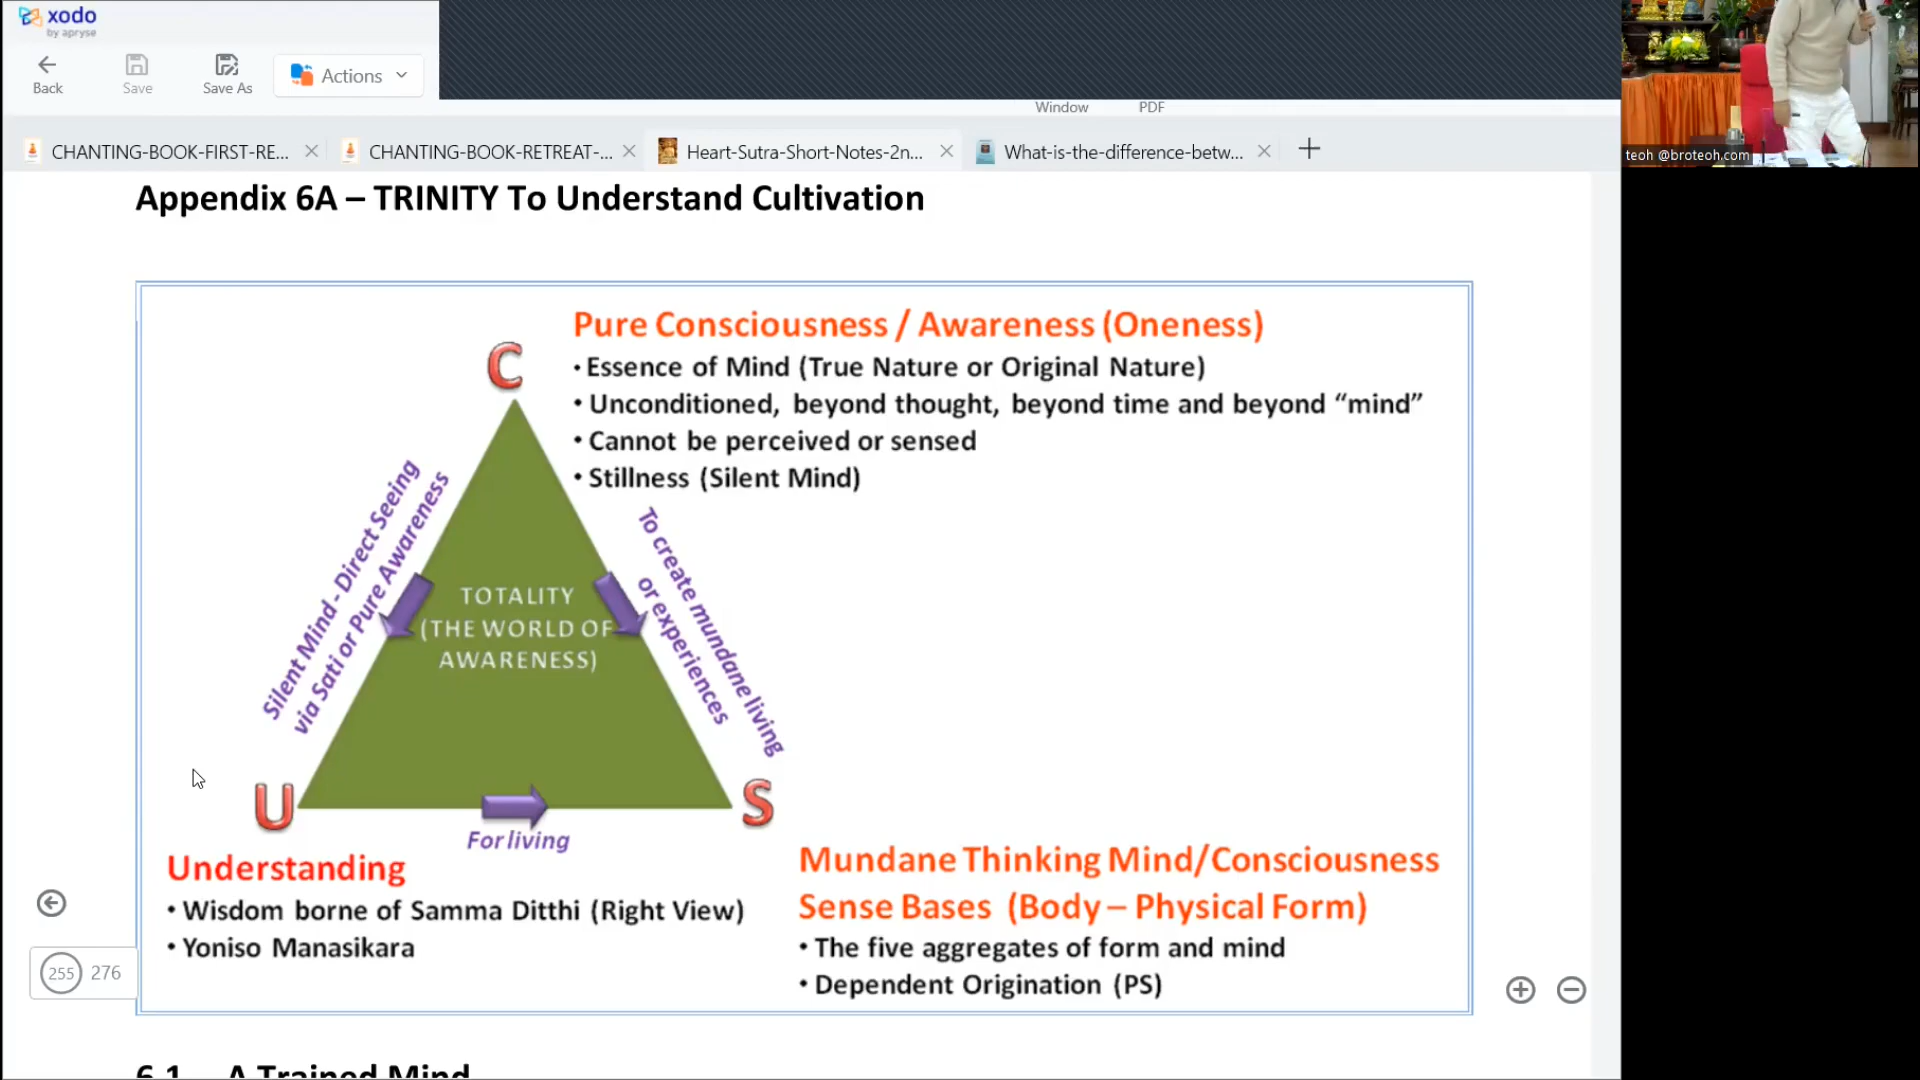 xodo
by apryse
Back
Save
Save As
Actions
Window
PDF
CHANTING-BOOK-FIRST-RE...
CHANTING-BOOK-RETREAT-...
Heart-Sutra-Short-Notes-2n...
What-is-the-difference-betw...
teoh @broteoh.com
Appendix 6A – TRINITY To Understand Cultivation
C
Pure Consciousness / Awareness (Oneness)
• Essence of Mind (True Nature or Original Nature)
• Unconditioned, beyond thought, beyond time and beyond “mind”
• Cannot be perceived or sensed
• Stillness (Silent Mind)
Silent Mind - Direct Seeing
via Sati or Pure Awareness
To create mundane living
or experiences
TOTALITY
(THE WORLD OF
AWARENESS)
U
S
For living
Understanding
• Wisdom borne of Samma Ditthi (Right View)
• Yoniso Manasikara
Mundane Thinking Mind/Consciousness
Sense Bases (Body – Physical Form)
• The five aggregates of form and mind
• Dependent Origination (PS)
255 276
6.1 A Trained Mind